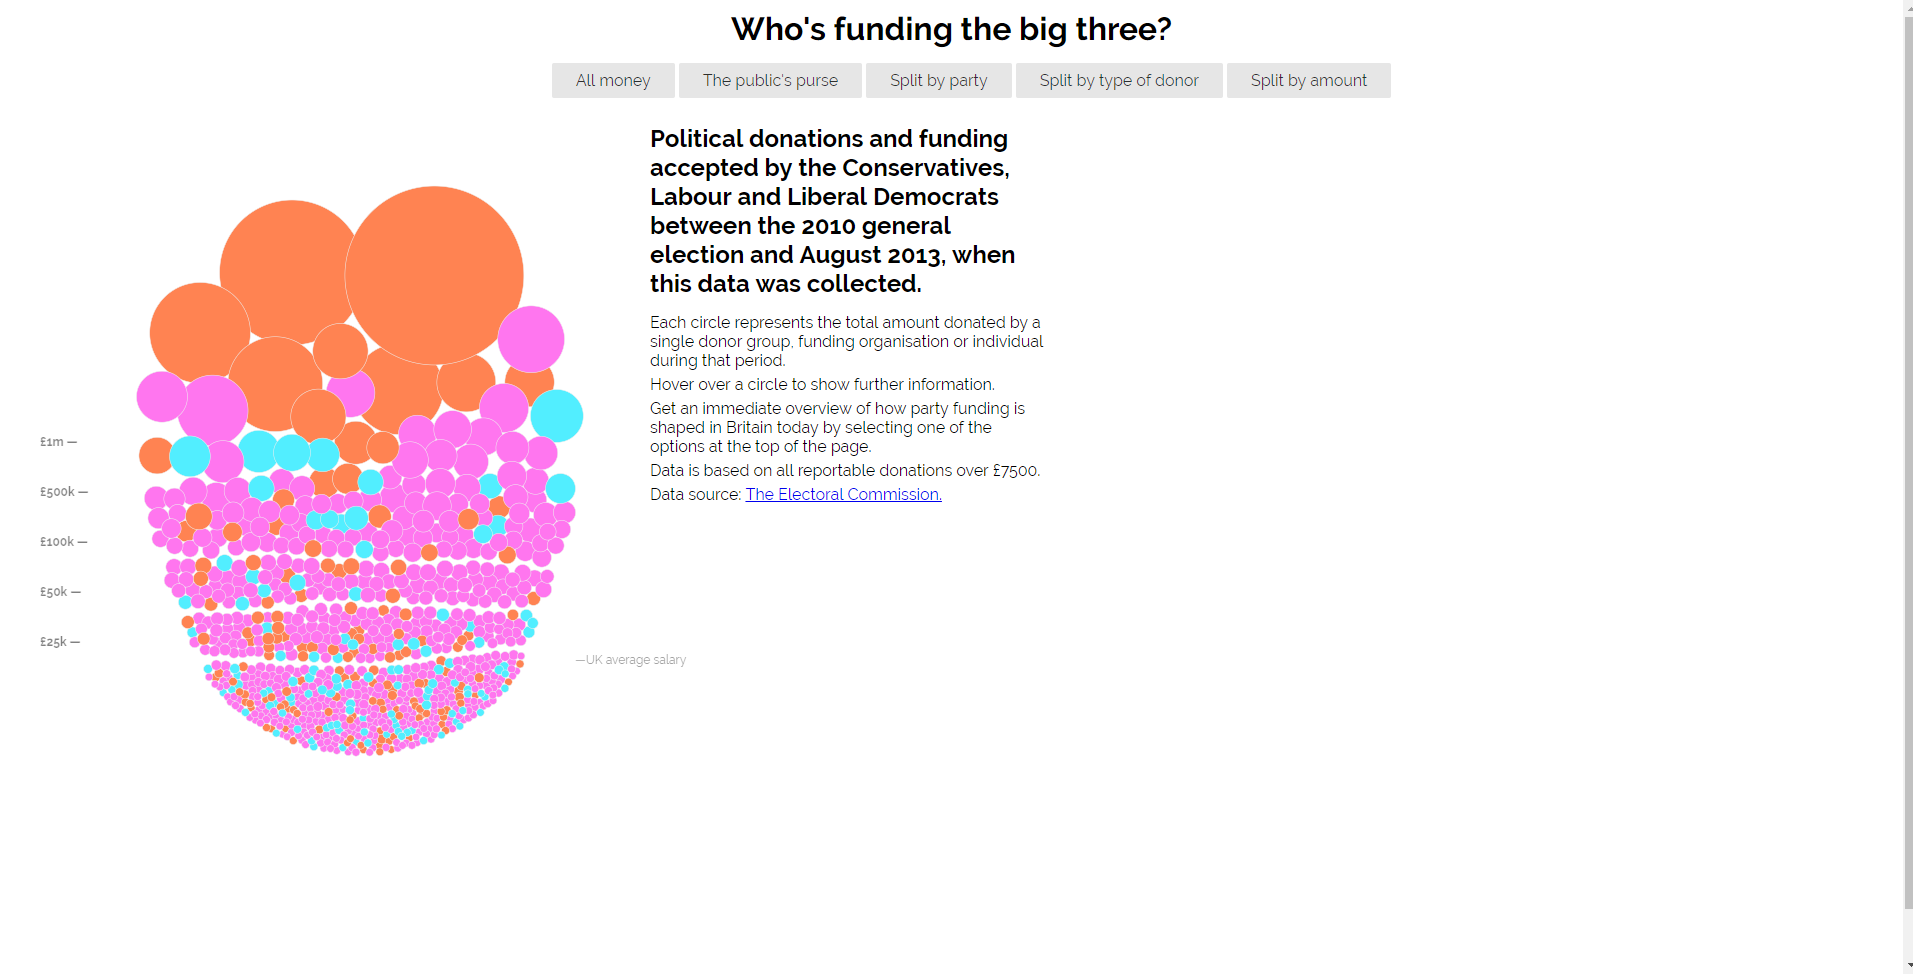 Who's funding the big three?
All money
The public's purse
Split by party
Split by type of donor
Split by amount
Political donations and funding
accepted by the Conservatives,
Labour and Liberal Democrats
between the 2010 general
election and August 2013, when
this data was collected.
Each circle represents the total amount donated by a
single donor group, funding organisation or individual
during that period.
Hover over a circle to show further information.
Get an immediate overview of how party funding is
shaped in Britain today by selecting one of the
options at the top of the page.
Data is based on all reportable donations over £7500.
Data source: The Electoral Commission.
£1m —
£500k —
£100k —
£50k —
£25k —
—UK average salary